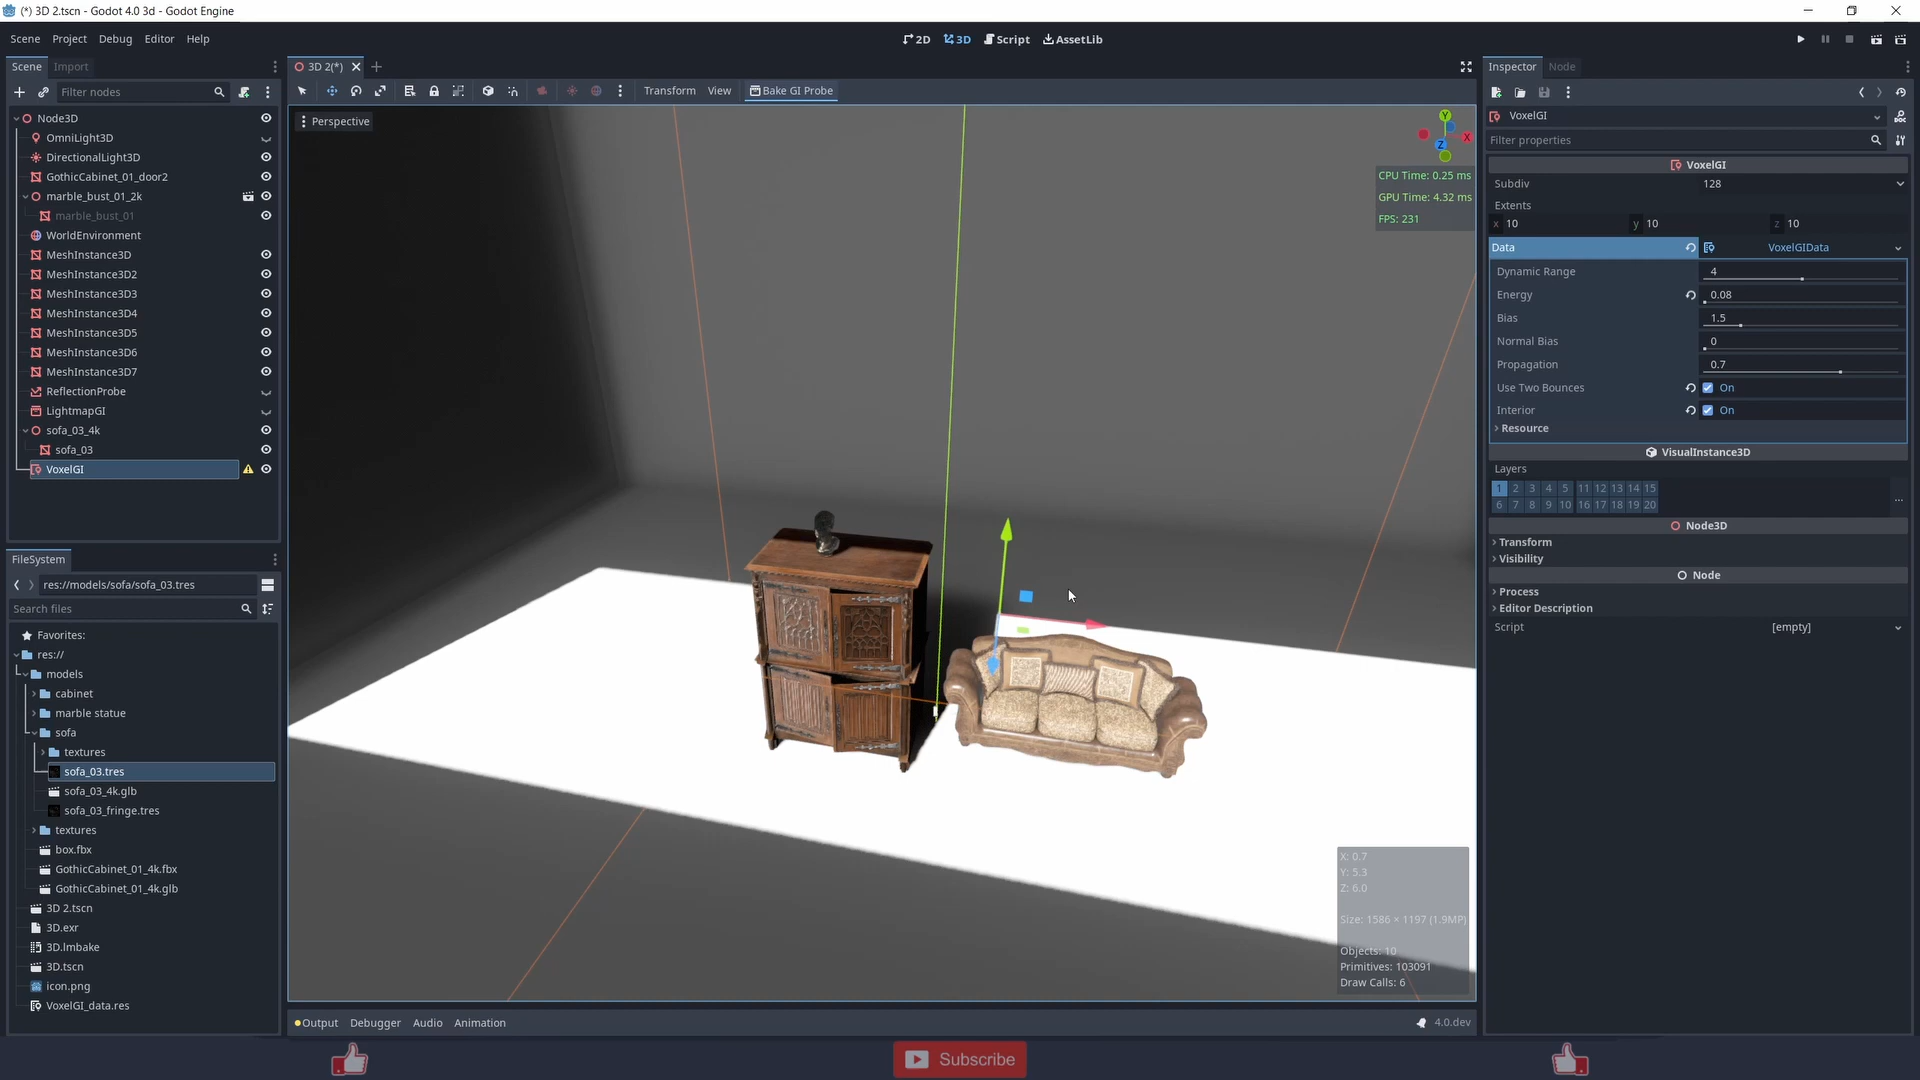 (*) 3D 2.tscn - Godot 4.0 3d - Godot Engine
Scene Project Debug Editor Help
2D 3D Script AssetLib
Scene Import
Filter nodes
Node3D
OmniLight3D
DirectionalLight3D
GothicCabinet_01_door2
marble_bust_01_2k
marble_bust_01
WorldEnvironment
MeshInstance3D
MeshInstance3D2
MeshInstance3D3
MeshInstance3D4
MeshInstance3D5
MeshInstance3D6
MeshInstance3D7
ReflectionProbe
LightmapGI
sofa_03_4k
sofa_03
VoxelGI
FileSystem
res://models/sofa/sofa_03.tres
Search files
Favorites:
res://
models
cabinet
marble statue
sofa
textures
sofa_03.tres
sofa_03_4k.glb
sofa_03_fringe.tres
textures
box.fbx
GothicCabinet_01_4k.fbx
GothicCabinet_01_4k.glb
3D 2.tscn
3D.exr
3D.lmbake
3D.tscn
icon.png
VoxelGI_data.res
3D 2(*)
Transform View Bake GI Probe
Perspective
Y
X
Z
CPU Time: 0.25 ms
GPU Time: 4.32 ms
FPS: 231
X: 0.7
Y: 5.3
Z: 6.0
Size: 1586 × 1197 (1.9MP)
Objects: 10
Primitives: 103091
Draw Calls: 6
Output Debugger Audio Animation
4.0.dev
Inspector Node
VoxelGI
DOC
Filter properties
VoxelGI
Subdiv 128
Extents
x 10 y 10 z 10
Data VoxelGIData
Dynamic Range 4
Energy 0.08
Bias 1.5
Normal Bias 0
Propagation 0.7
Use Two Bounces On
Interior On
Resource
VisualInstance3D
Layers
1 2 3 4 5 11 12 13 14 15
6 7 8 9 10 16 17 18 19 20
...
Node3D
Transform
Visibility
Node
Process
Editor Description
Script [empty]
Subscribe